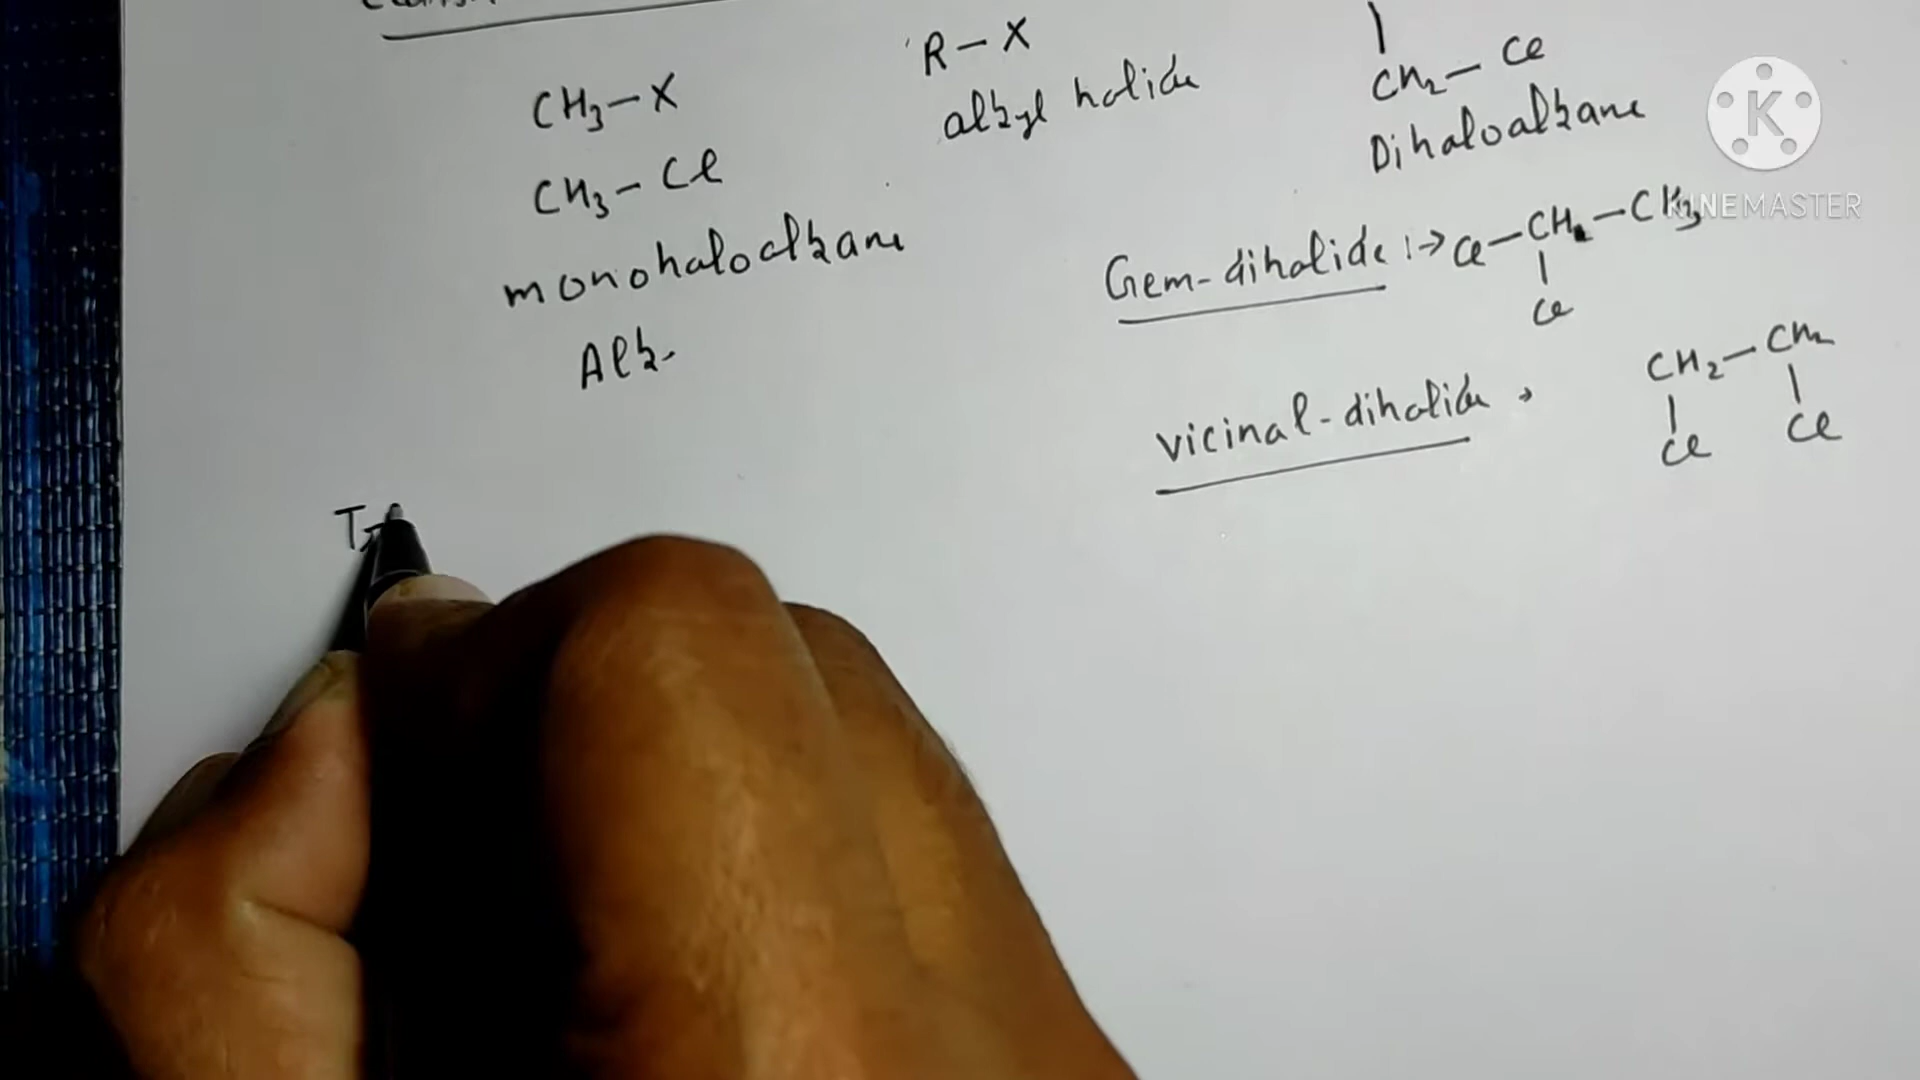 CH3-X
CH3-Cl
monohaloalkane
Alk.
R-X
alkyl halide
CH2-Cl
Dihaloalkane
Gem-dihalide :→ Cl-CH-CH3
Cl
vicinal-dihalide → CH2-CH2
Cl Cl
K
KINEMASTER